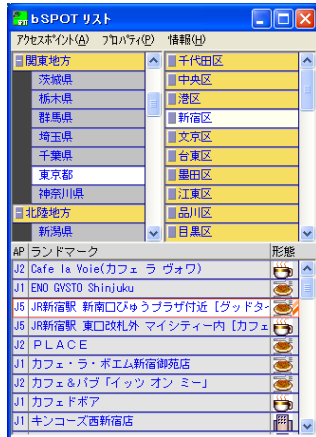 bSPOT リスト
アクセスポイント(A) プロパティ(P) 情報(H)
関東地方
茨城県
栃木県
群馬県
埼玉県
千葉県
東京都
神奈川県
北陸地方
新潟県
千代田区
中央区
港区
新宿区
文京区
台東区
墨田区
江東区
品川区
目黒区
AP ランドマーク 形態
J2 Cafe la Voie(カフェ ラ ヴォワ)
J1 ENO GYSTO Shinjuku
J5 JR新宿駅 新南口びゅうプラザ付近 [グッドター
J5 JR新宿駅 東口改札外 マイシティー内 [カフェ
J2 ＰＬＡＣＥ
J1 カフェ・ラ・ボエム新宿御苑店
J2 カフェ&パブ「イッツ オン ミー」
J1 カフェドボア
J1 キンコーズ西新宿店